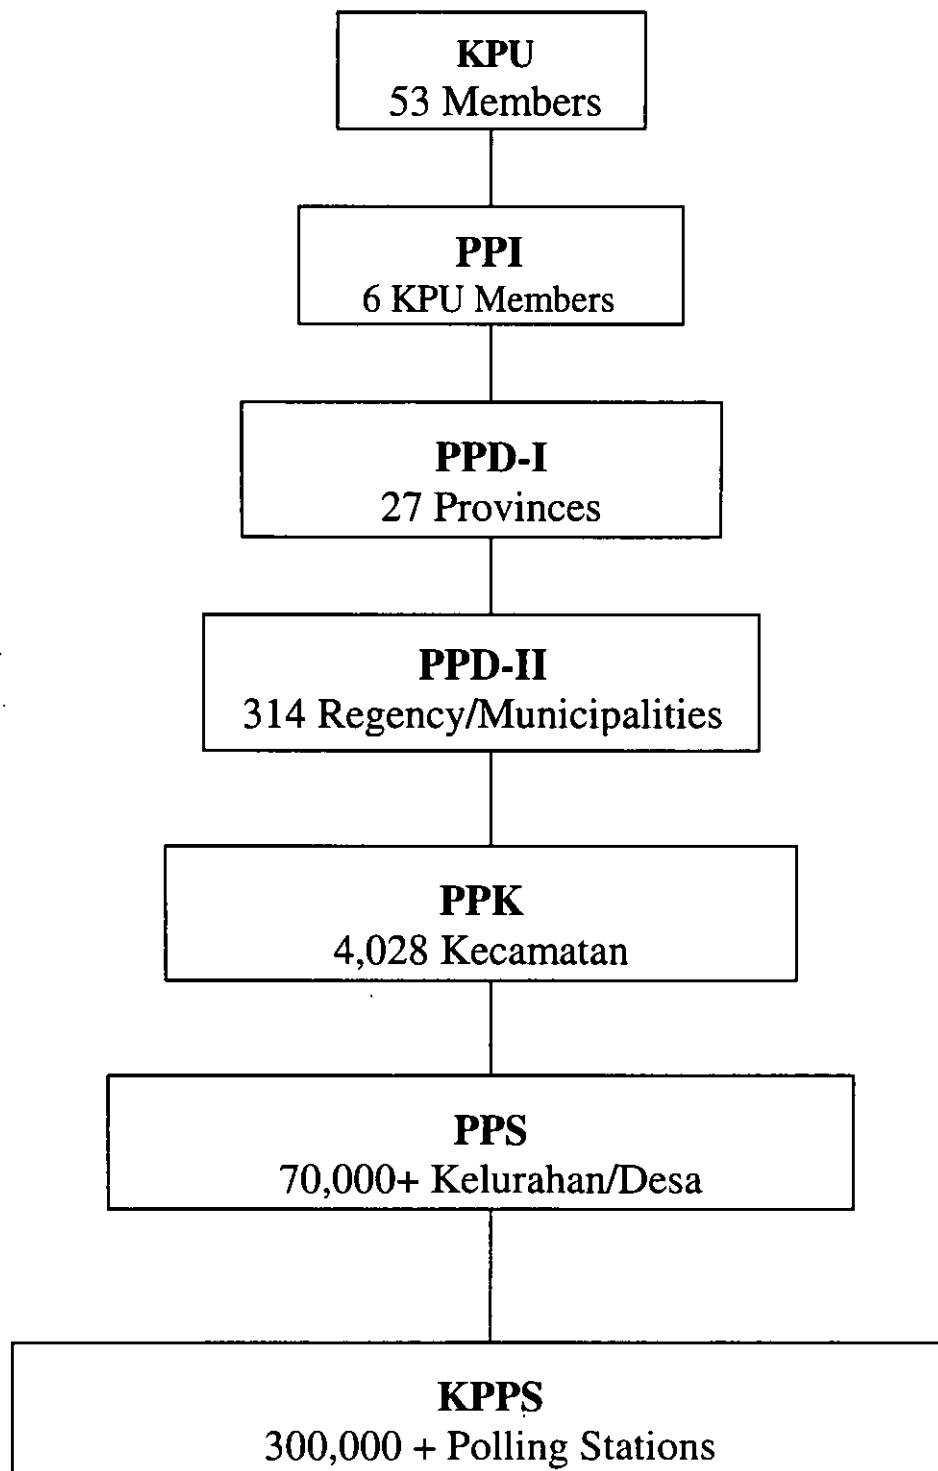 KPU
53 Members
PPI
6 KPU Members
PPD-I
27 Provinces
PPD-II
314 Regency/Municipalities
PPK
4,028 Kecamatan
PPS
70,000+ Kelurahan/Desa
KPPS
300,000 + Polling Stations